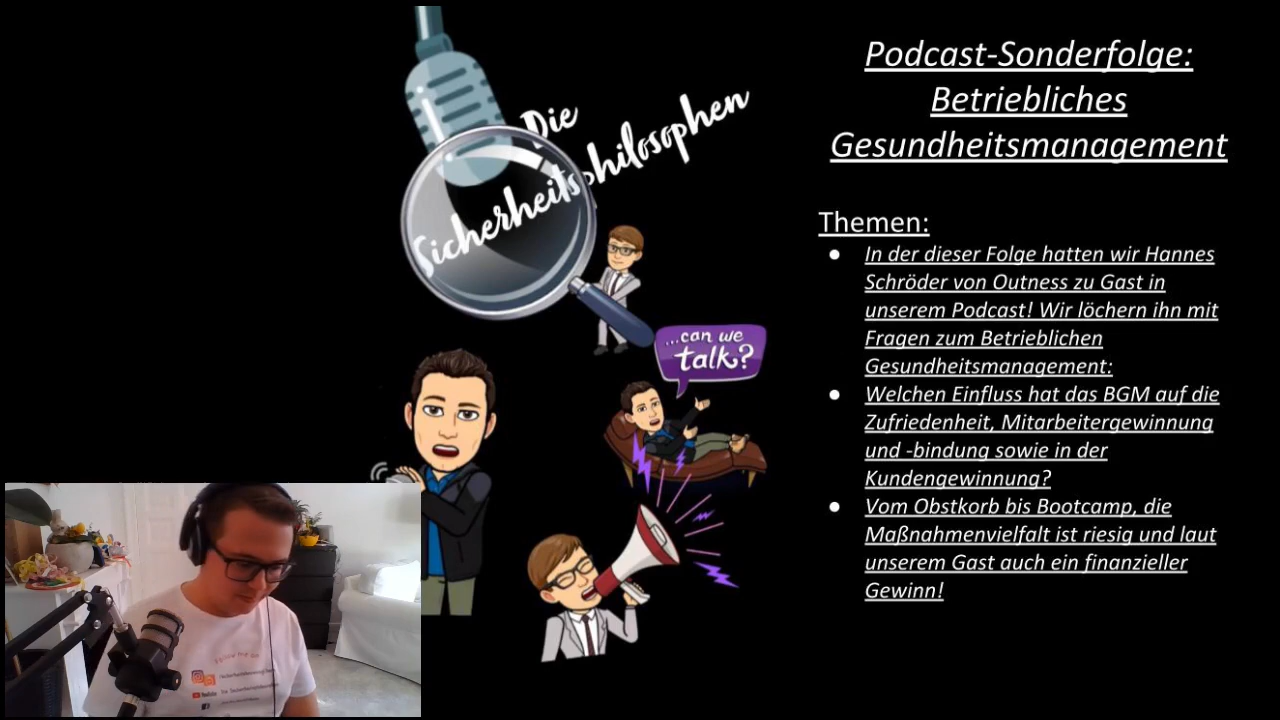 Die
Sicherheitsphilosophen
...can we
talk?
Podcast-Sonderfolge:
Betriebliches
Gesundheitsmanagement
Themen:
● In der dieser Folge hatten wir Hannes
Schröder von Outness zu Gast in
unserem Podcast! Wir löchern ihn mit
Fragen zum Betrieblichen
Gesundheitsmanagement:
● Welchen Einfluss hat das BGM auf die
Zufriedenheit, Mitarbeitergewinnung
und -bindung sowie in der
Kundengewinnung?
● Vom Obstkorb bis Bootcamp, die
Maßnahmenvielfalt ist riesig und laut
unserem Gast auch ein finanzieller
Gewinn!
YouTube